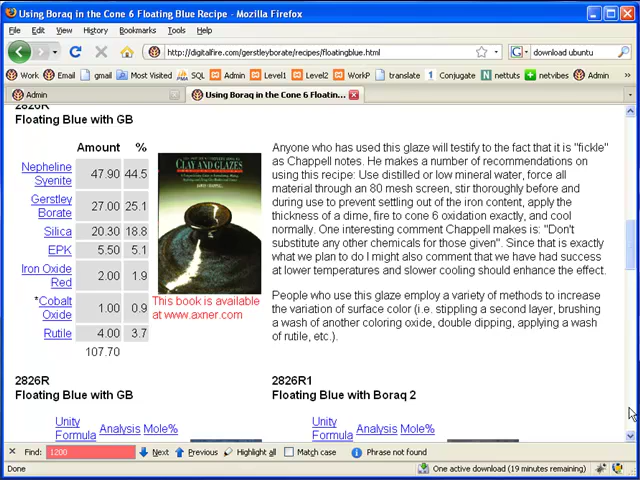 Using Boraq in the Cone 6 Floating Blue Recipe - Mozilla Firefox
File Edit View History Bookmarks Tools Help
http://digitalfire.com/gerstleyborate/recipes/floatingblue.html
download ubuntu
Work Email gmail Most Visited SQL Admin Level1 Level2 WorkP translate Conjugate nettuts netvibes Admin
Admin
Using Boraq in the Cone 6 Floatin...
2826R
Floating Blue with GB
Amount %
Nepheline Syenite 47.90 44.5
Gerstley Borate 27.00 25.1
Silica 20.30 18.8
EPK 5.50 5.1
Iron Oxide Red 2.00 1.9
*Cobalt Oxide 1.00 0.9
Rutile 4.00 3.7
107.70
CLAY AND GLAZES
This book is available
at www.axner.com
Anyone who has used this glaze will testify to the fact that it is "fickle"
as Chappell notes. He makes a number of recommendations on
using this recipe: Use distilled or low mineral water, force all
material through an 80 mesh screen, stir thoroughly before and
during use to prevent settling out of the iron content, apply the
thickness of a dime, fire to cone 6 oxidation exactly, and cool
normally. One interesting comment Chappell makes is: "Don't
substitute any other chemicals for those given". Since that is exactly
what we plan to do I might also comment that we have had success
at lower temperatures and slower cooling should enhance the effect.
People who use this glaze employ a variety of methods to increase
the variation of surface color (i.e. stippling a second layer, brushing
a wash of another coloring oxide, double dipping, applying a wash
of rutile, etc.).
2826R
Floating Blue with GB
Unity Formula Analysis Mole%
2826R1
Floating Blue with Boraq 2
Unity Formula Analysis Mole%
Find: 1200 Next Previous Highlight all Match case Phrase not found
Done
One active download (19 minutes remaining)